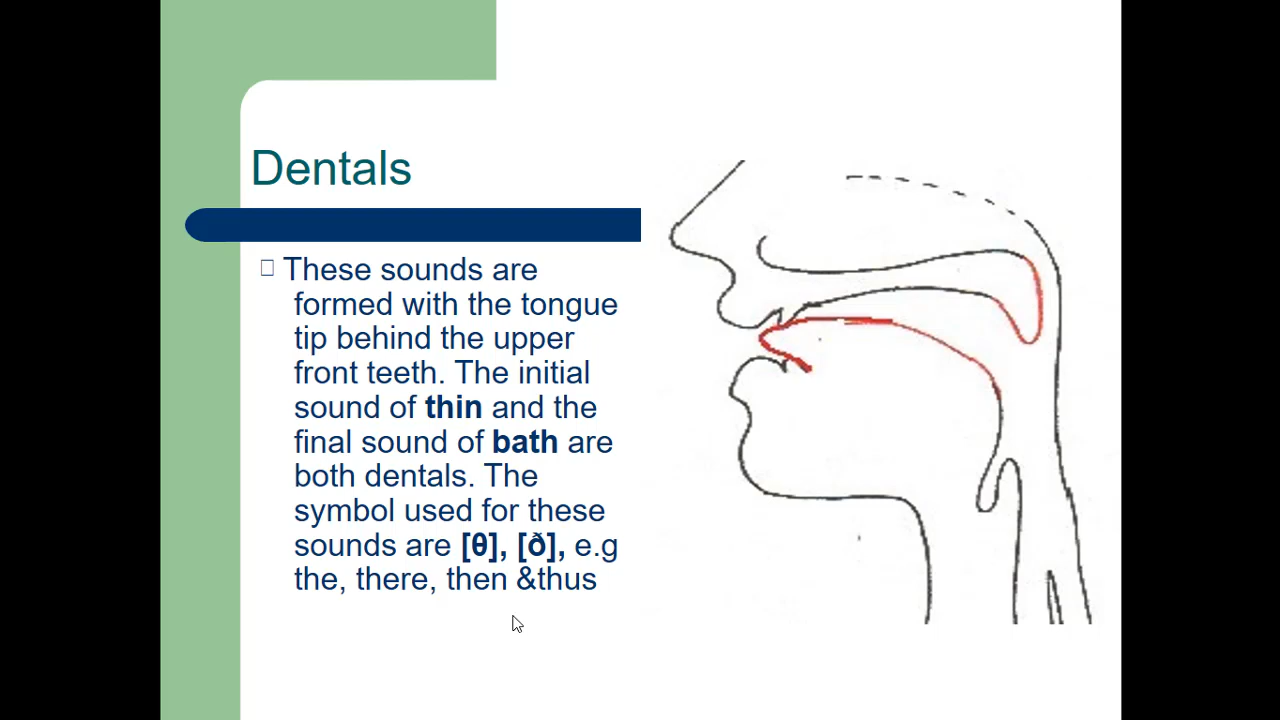 Dentals
These sounds are
formed with the tongue
tip behind the upper
front teeth. The initial
sound of thin and the
final sound of bath are
both dentals. The
symbol used for these
sounds are [θ], [ð], e.g
the, there, then &thus